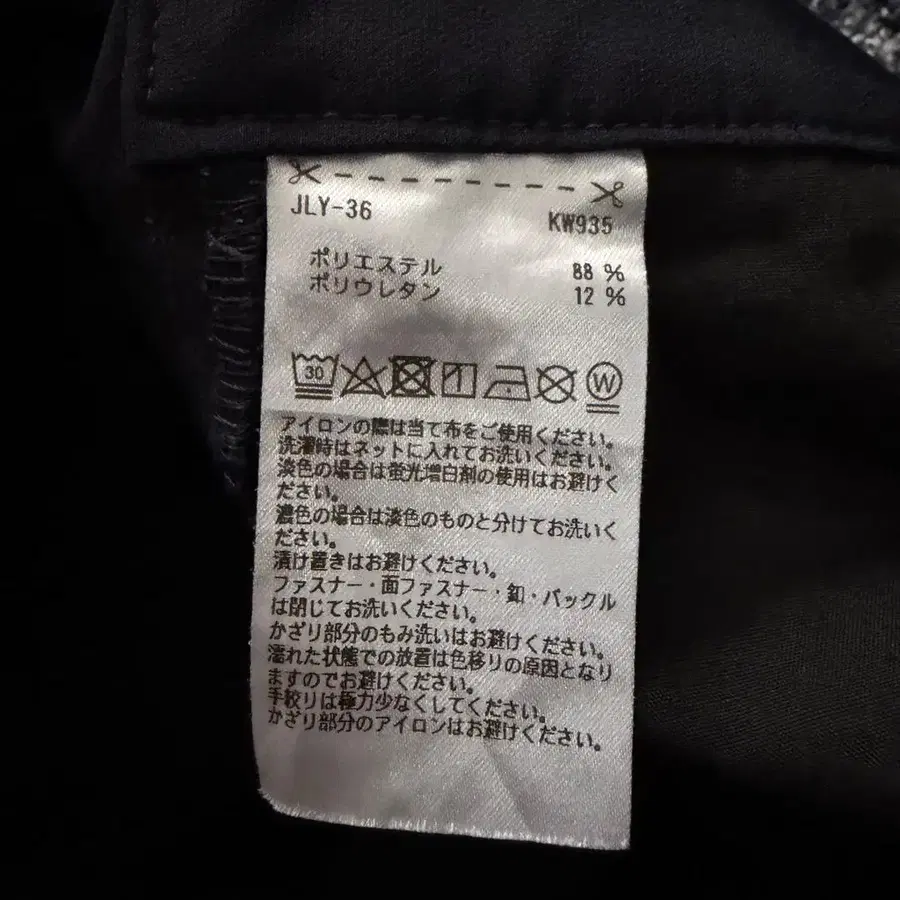 JLY-36
KW935
ポリエステル 88 %
ポリウレタン 12 %
30
W
アイロンの際は当て布をご使用ください。
洗濯時はネットに入れてお洗いください。
淡色の場合は蛍光増白剤の使用はお避けく
ださい。
濃色の場合は淡色のものと分けてお洗いく
ださい。
漬け置きはお避けください。
ファスナー・面ファスナー・釦・バックル
は閉じてお洗いください。
かざり部分のもみ洗いはお避けください。
濡れた状態での放置は色移りの原因となり
ますのでお避けください。
手絞りは極力少なくしてください。
かざり部分のアイロンはお避けください。